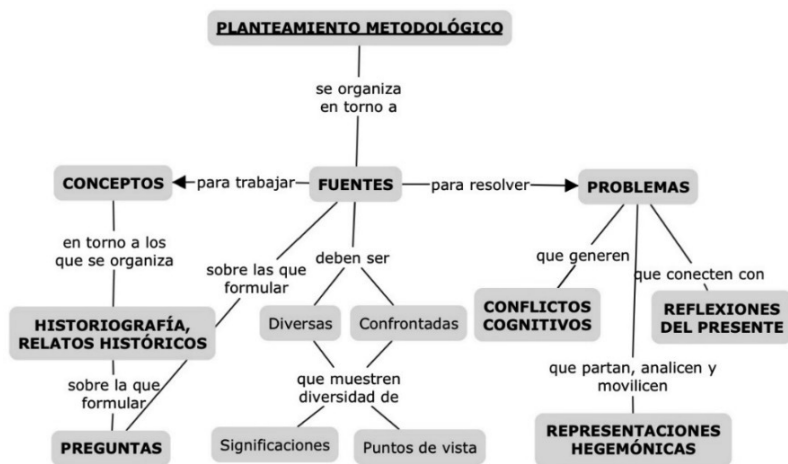 PLANTEAMIENTO METODOLÓGICO
se organiza
en torno a
CONCEPTOS
para trabajar
FUENTES
para resolver
PROBLEMAS
en torno a los
que se organiza
sobre las que
formular
deben ser
que generen
que conecten con
HISTORIOGRAFÍA,
RELATOS HISTÓRICOS
Diversas
Confrontadas
CONFLICTOS
COGNITIVOS
REFLEXIONES
DEL PRESENTE
sobre la que
formular
que muestren
diversidad de
que partan, analicen y
movilicen
PREGUNTAS
Significaciones
Puntos de vista
REPRESENTACIONES
HEGEMÓNICAS